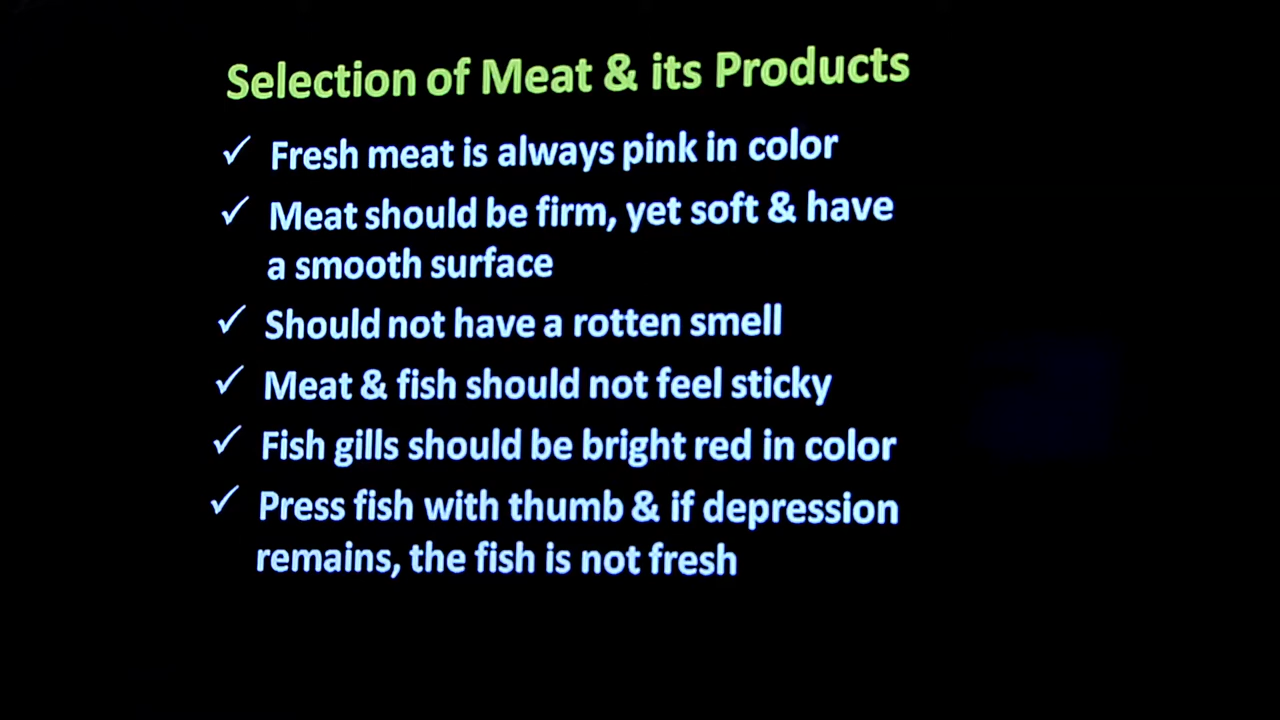 Selection of Meat & its Products
✓ Fresh meat is always pink in color
✓ Meat should be firm, yet soft & have
a smooth surface
✓ Should not have a rotten smell
✓ Meat & fish should not feel sticky
✓ Fish gills should be bright red in color
✓ Press fish with thumb & if depression
remains, the fish is not fresh